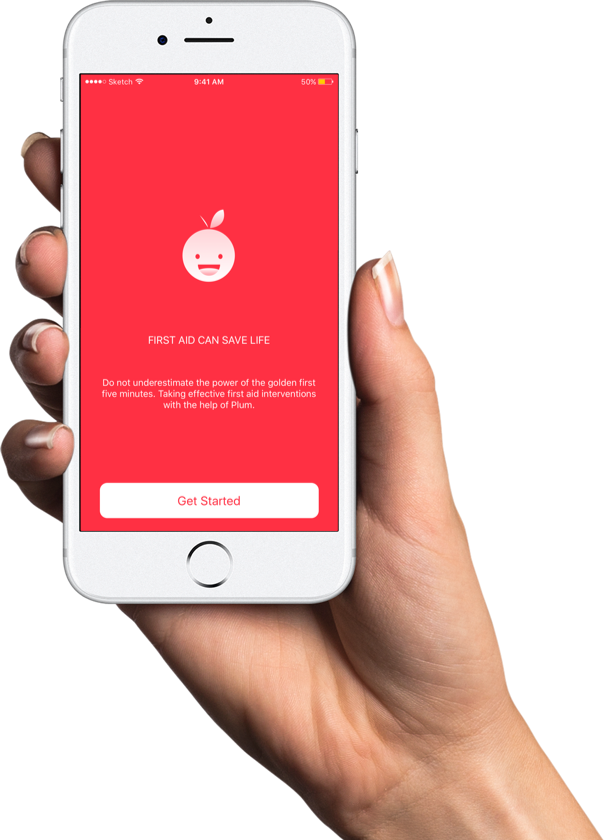 Sketch 9:41 AM 50%
FIRST AID CAN SAVE LIFE
Do not underestimate the power of the golden first
five minutes. Taking effective first aid interventions
with the help of Plum.
Get Started